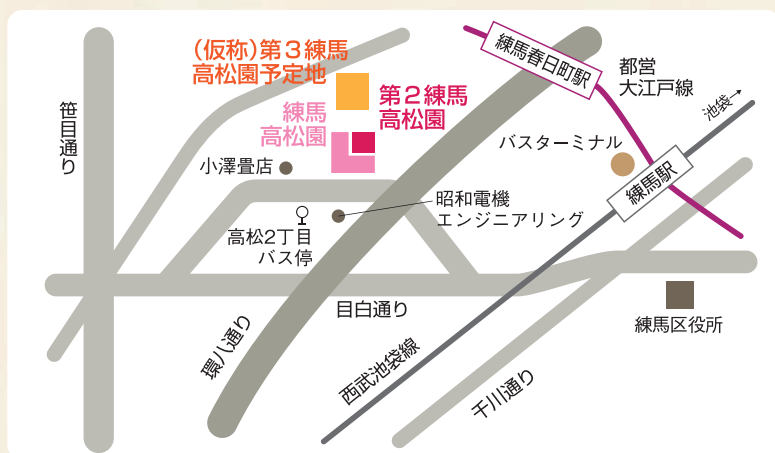 (仮称)第3練馬
高松園予定地
練馬
高松園
第2練馬
高松園
練馬春日町駅
都営
大江戸線
池袋→
笹目通り
小澤畳店
バスターミナル
練馬駅
昭和電機
エンジニアリング
高松2丁目
バス停
目白通り
環八通り
西武池袋線
千川通り
練馬区役所